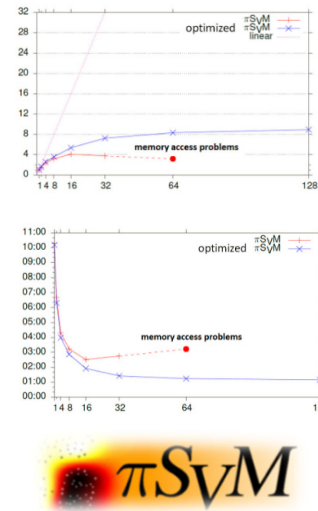 32
28
24
20
16
12
8
4
0
πSVM
optimized πSVM
linear
memory access problems
1 4 8 16 32 64 128
11:00
10:00
09:00
08:00
07:00
06:00
05:00
04:00
03:00
02:00
01:00
00:00
πSVM
optimized πSVM
memory access problems
1 4 8 16 32 64 1
πSVM